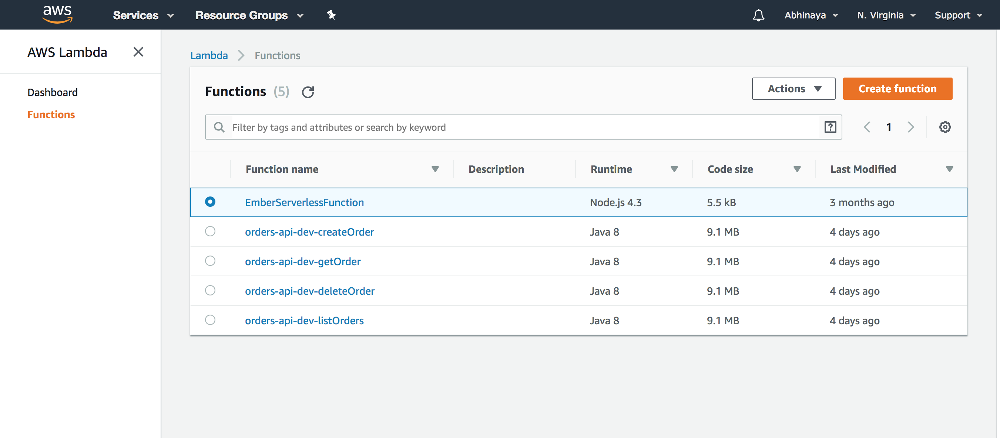 aws Services Resource Groups Abhinaya N. Virginia Support
AWS Lambda
Dashboard
Functions
Lambda Functions
Functions (5) Actions Create function
Filter by tags and attributes or search by keyword ? 1
Function name Description Runtime Code size Last Modified
EmberServerlessFunction Node.js 4.3 5.5 kB 3 months ago
orders-api-dev-createOrder Java 8 9.1 MB 4 days ago
orders-api-dev-getOrder Java 8 9.1 MB 4 days ago
orders-api-dev-deleteOrder Java 8 9.1 MB 4 days ago
orders-api-dev-listOrders Java 8 9.1 MB 4 days ago